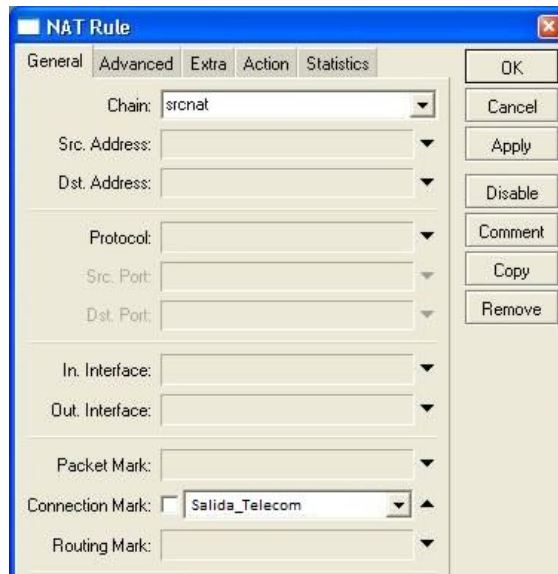 NAT Rule
General Advanced Extra Action Statistics
OK
Chain: srcnat
Cancel
Src. Address:
Apply
Dst. Address:
Disable
Protocol:
Comment
Src. Port:
Copy
Dst. Port:
Remove
In. Interface:
Out. Interface:
Packet Mark:
Connection Mark: Salida_Telecom
Routing Mark: